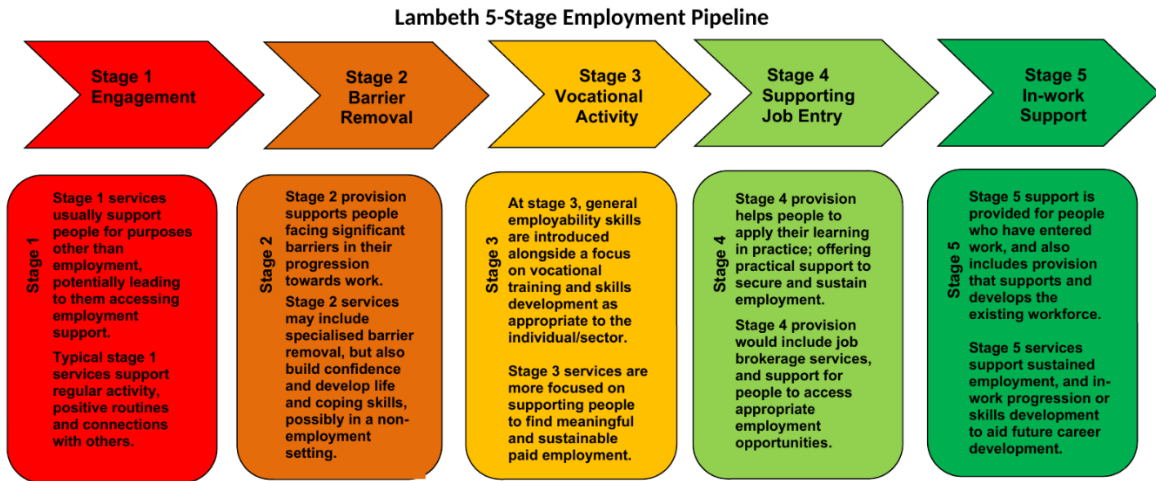 Lambeth 5-Stage Employment Pipeline
Stage 1
Engagement
Stage 2
Barrier
Removal
Stage 3
Vocational
Activity
Stage 4
Supporting
Job Entry
Stage 5
In-work
Support
Stage 1
Stage 1 services
usually support
people for purposes
other than
employment,
potentially leading
to them accessing
employment
support.
Typical stage 1
services support
regular activity,
positive routines
and connections
with others.
Stage 2
Stage 2 provision
supports people
facing significant
barriers in their
progression
towards work.
Stage 2 services
may include
specialised barrier
removal, but also
build confidence
and develop life
and coping skills,
possibly in a non-
employment
setting.
Stage 3
At stage 3, general
employability skills
are introduced
alongside a focus
on vocational
training and skills
development as
appropriate to the
individual/sector.
Stage 3 services are
more focused on
supporting people
to find meaningful
and sustainable
paid employment.
Stage 4
Stage 4 provision
helps people to
apply their learning
in practice; offering
practical support to
secure and sustain
employment.
Stage 4 provision
would include job
brokerage services,
and support for
people to access
appropriate
employment
opportunities.
Stage 5
Stage 5 support is
provided for people
who have entered
work, and also
includes provision
that supports and
develops the
existing workforce.
Stage 5 services
support sustained
employment, and in-
work progression or
skills development
to aid future career
development.